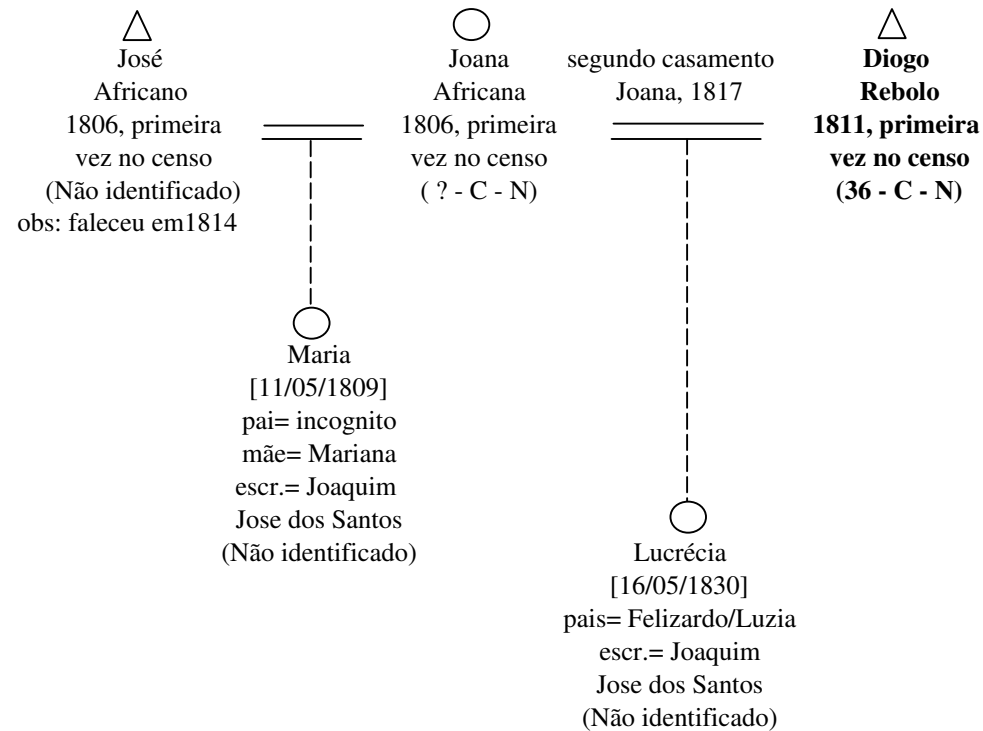 José
Africano
1806, primeira
vez no censo
(Não identificado)
obs: faleceu em1814
Joana
Africana
1806, primeira
vez no censo
( ? - C - N)
segundo casamento
Joana, 1817
Diogo
Rebolo
1811, primeira
vez no censo
(36 - C - N)
Maria
[11/05/1809]
pai= incognito
mãe= Mariana
escr.= Joaquim
Jose dos Santos
(Não identificado)
Lucrécia
[16/05/1830]
pais= Felizardo/Luzia
escr.= Joaquim
Jose dos Santos
(Não identificado)